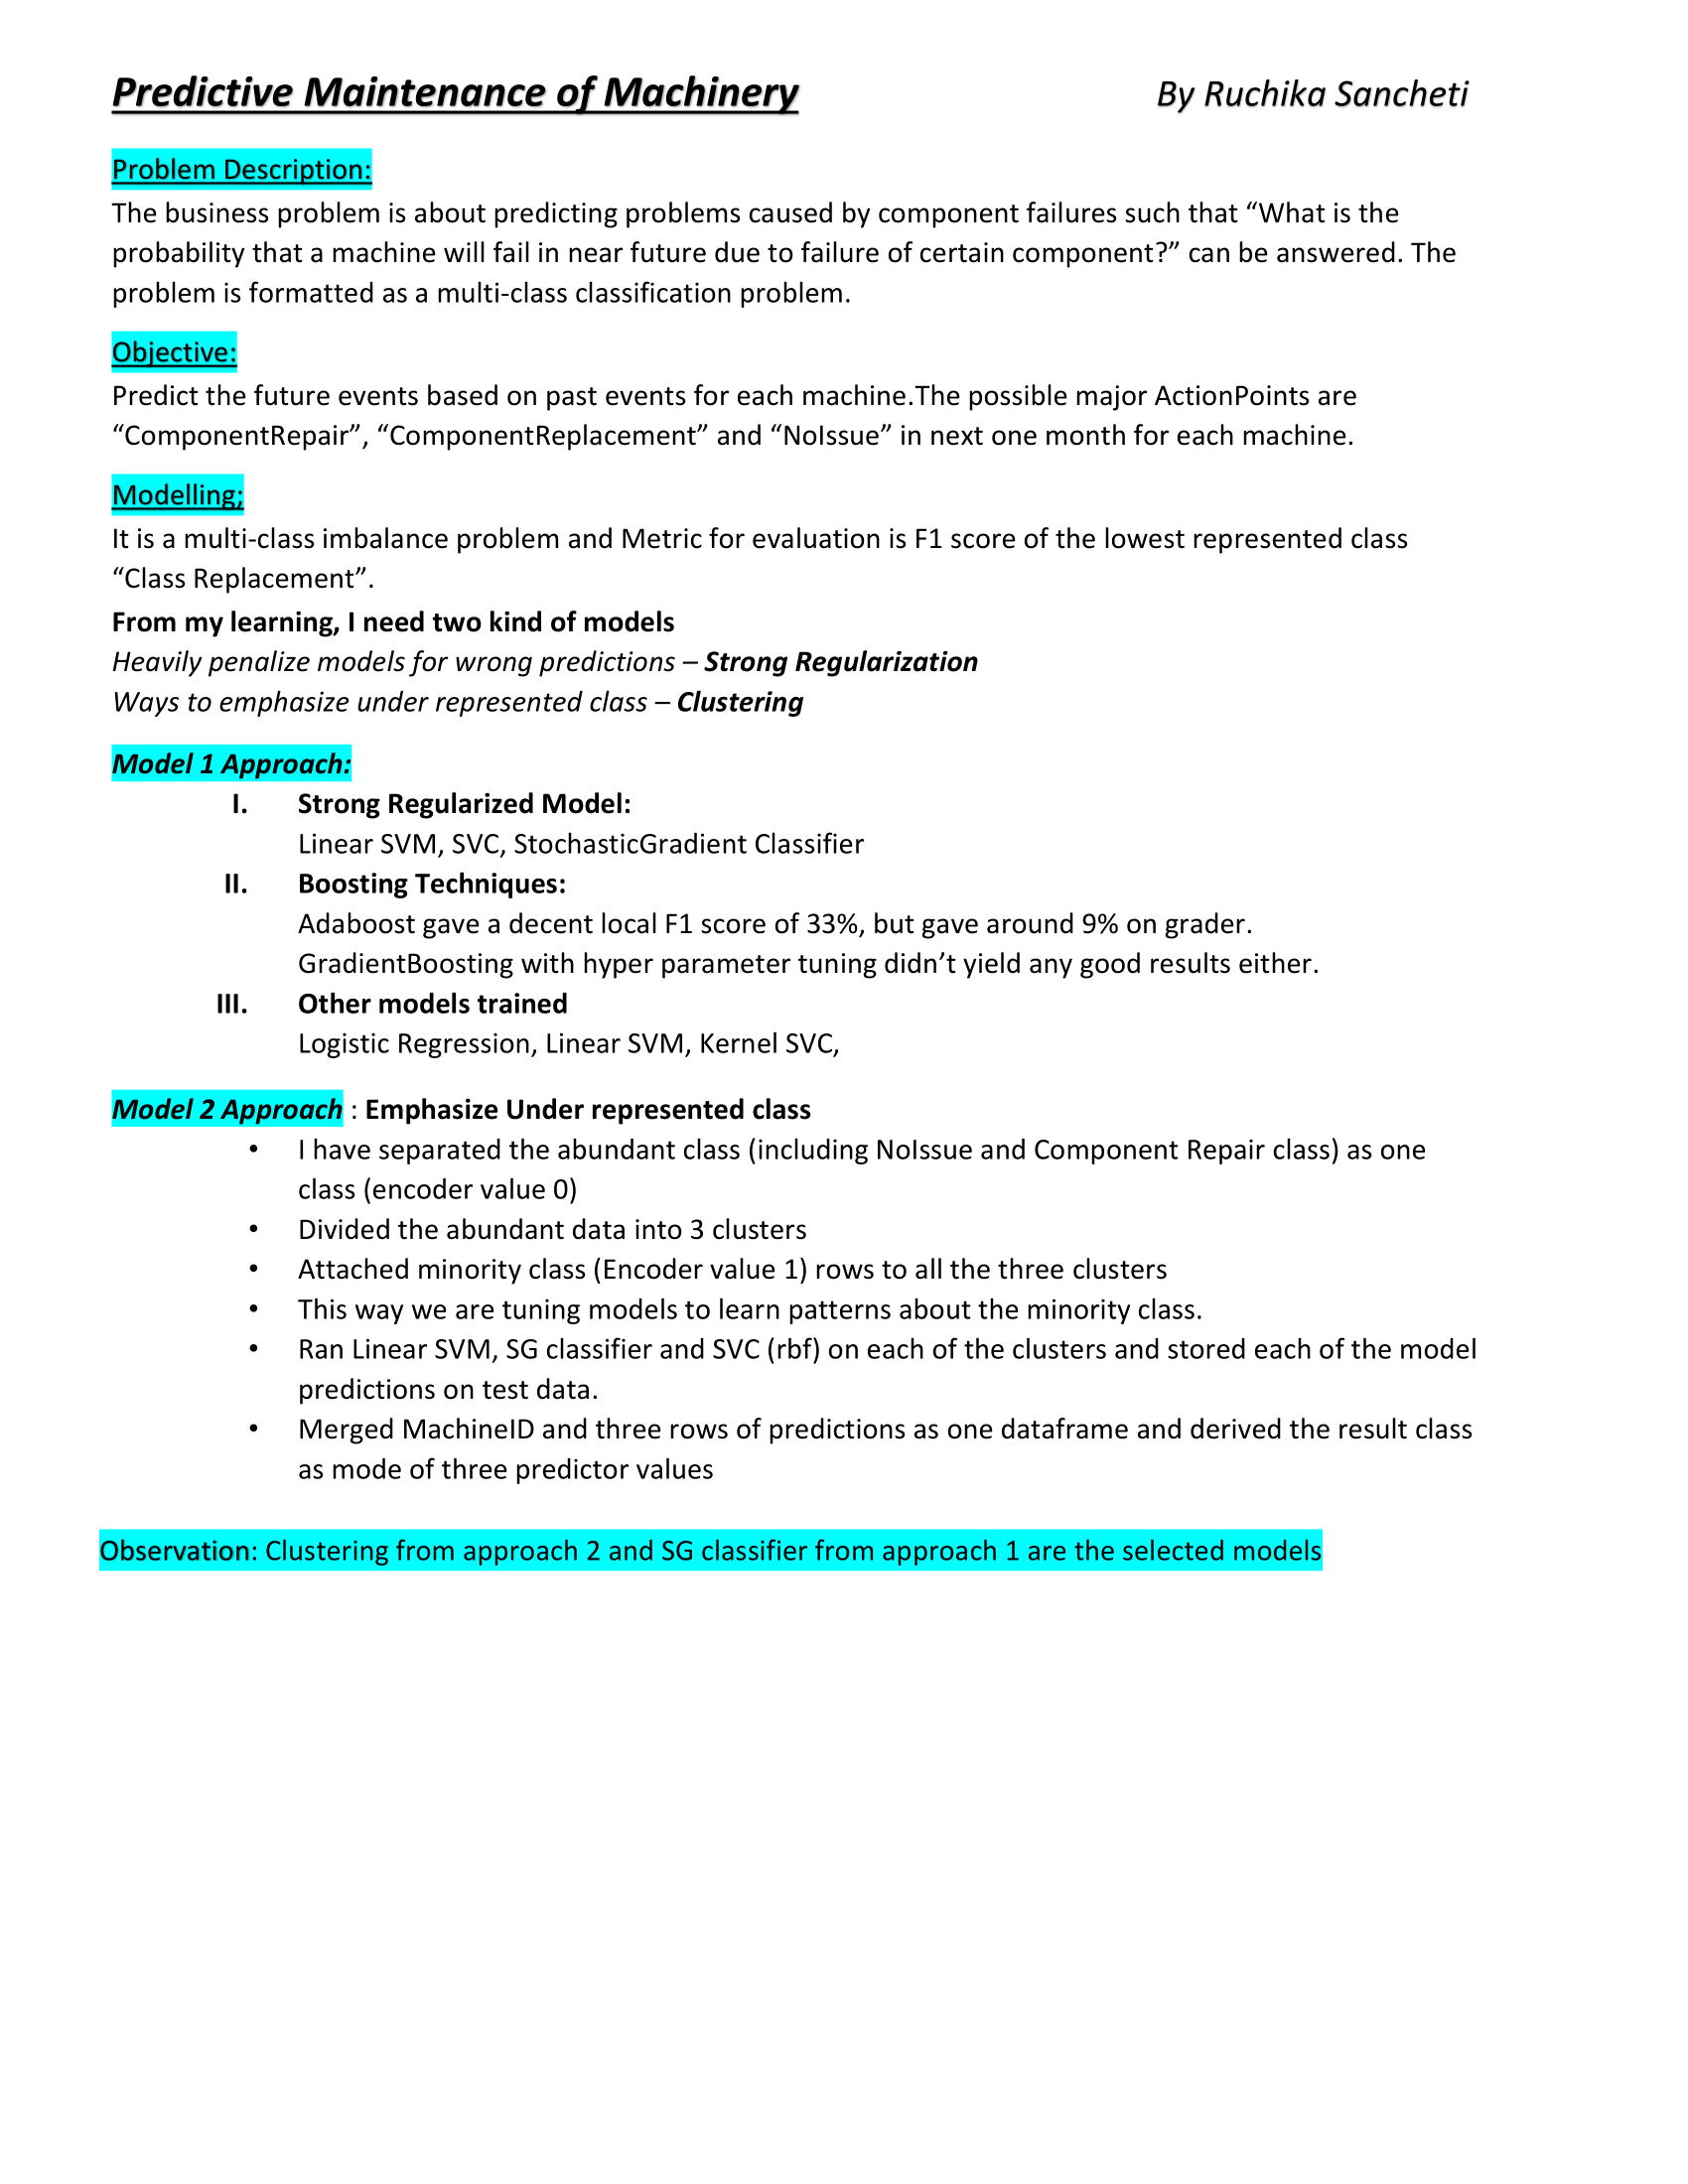 Predictive Maintenance of Machinery By Ruchika Sancheti
Problem Description:
The business problem is about predicting problems caused by component failures such that “What is the
probability that a machine will fail in near future due to failure of certain component?” can be answered. The
problem is formatted as a multi-class classification problem.
Objective:
Predict the future events based on past events for each machine.The possible major ActionPoints are
“ComponentRepair”, “ComponentReplacement” and “NoIssue” in next one month for each machine.
Modelling;
It is a multi-class imbalance problem and Metric for evaluation is F1 score of the lowest represented class
“Class Replacement”.
From my learning, I need two kind of models
Heavily penalize models for wrong predictions – Strong Regularization
Ways to emphasize under represented class – Clustering
Model 1 Approach:
I. Strong Regularized Model:
Linear SVM, SVC, StochasticGradient Classifier
II. Boosting Techniques:
Adaboost gave a decent local F1 score of 33%, but gave around 9% on grader.
GradientBoosting with hyper parameter tuning didn’t yield any good results either.
III. Other models trained
Logistic Regression, Linear SVM, Kernel SVC,
Model 2 Approach : Emphasize Under represented class
• I have separated the abundant class (including NoIssue and Component Repair class) as one
class (encoder value 0)
• Divided the abundant data into 3 clusters
• Attached minority class (Encoder value 1) rows to all the three clusters
• This way we are tuning models to learn patterns about the minority class.
• Ran Linear SVM, SG classifier and SVC (rbf) on each of the clusters and stored each of the model
predictions on test data.
• Merged MachineID and three rows of predictions as one dataframe and derived the result class
as mode of three predictor values
Observation: Clustering from approach 2 and SG classifier from approach 1 are the selected models